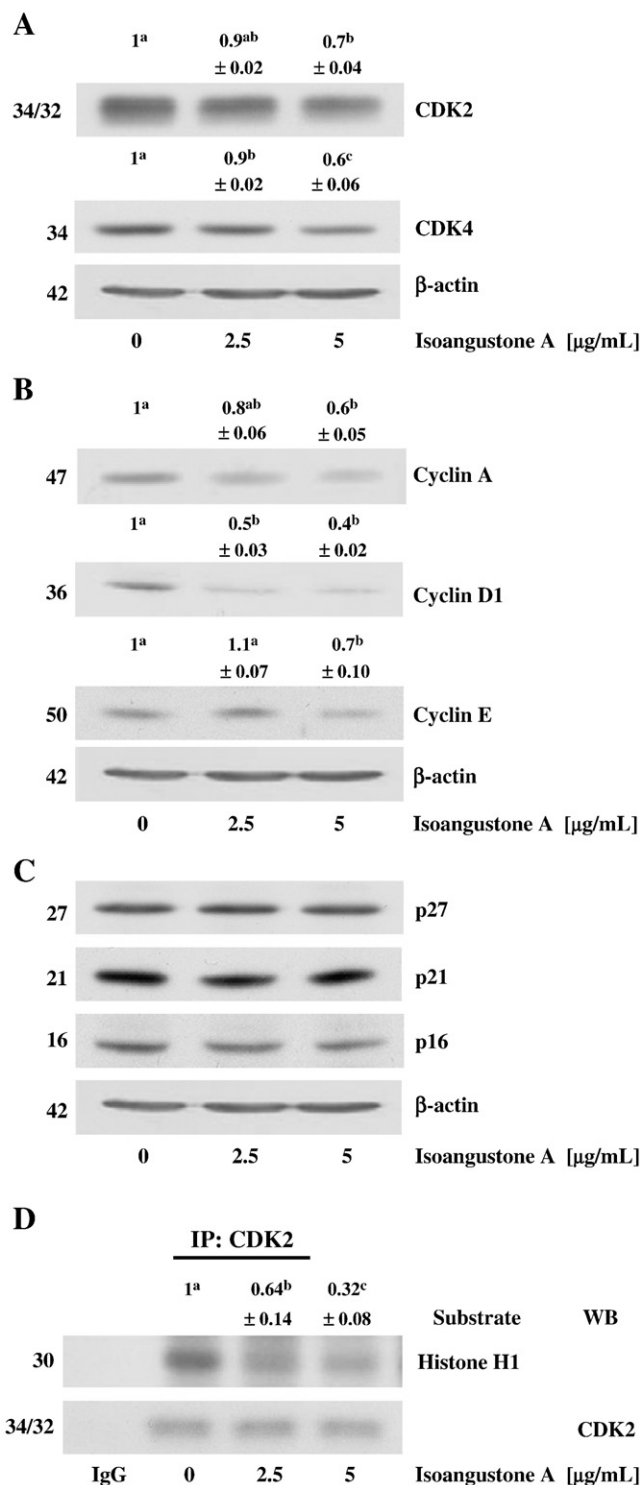 A
1ᵃ 0.9ᵃᵇ 0.7ᵇ
± 0.02 ± 0.04
34/32 CDK2
1ᵃ 0.9ᵇ 0.6ᶜ
± 0.02 ± 0.06
34 CDK4
42 β-actin
0 2.5 5 Isoangustone A [µg/mL]
B
1ᵃ 0.8ᵃᵇ 0.6ᵇ
± 0.06 ± 0.05
47 Cyclin A
1ᵃ 0.5ᵇ 0.4ᵇ
± 0.03 ± 0.02
36 Cyclin D1
1ᵃ 1.1ᵃ 0.7ᵇ
± 0.07 ± 0.10
50 Cyclin E
42 β-actin
0 2.5 5 Isoangustone A [µg/mL]
C
27 p27
21 p21
16 p16
42 β-actin
0 2.5 5 Isoangustone A [µg/mL]
D
IP: CDK2
1ᵃ 0.64ᵇ 0.32ᶜ
± 0.14 ± 0.08 Substrate WB
30 Histone H1
34/32 CDK2
IgG 0 2.5 5 Isoangustone A [µg/mL]